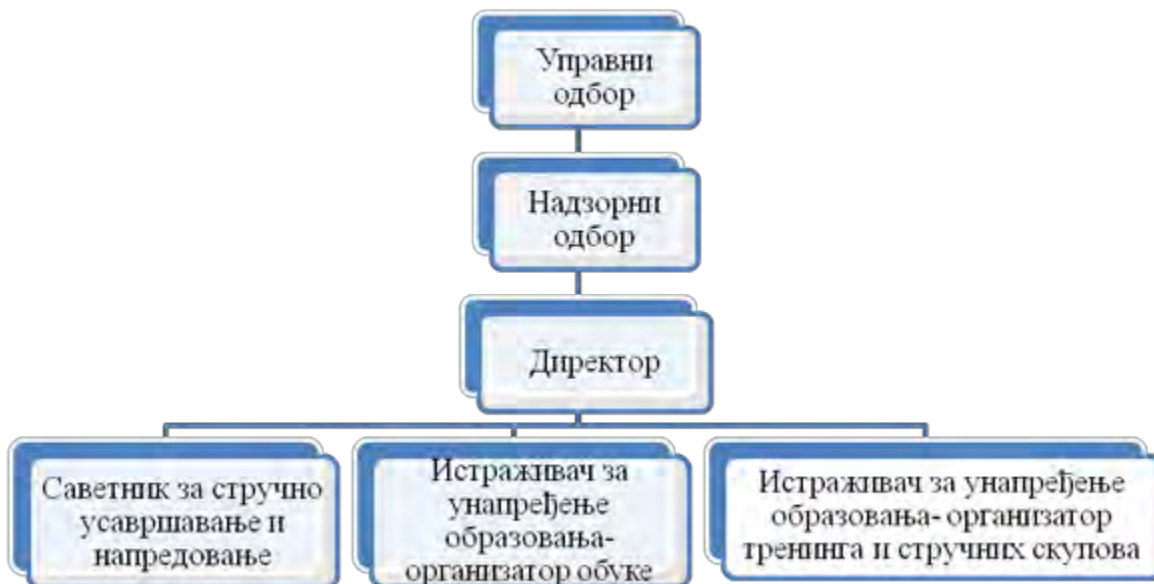 Управни
одбор
Надзорни
одбор
Директор
Саветник за стручно
усавршавање и
напредовање
Истраживач за
унапређење
образовања-
организатор обуке
Истраживач за унапређење
образовања- организатор
тренинга и стручних скупова